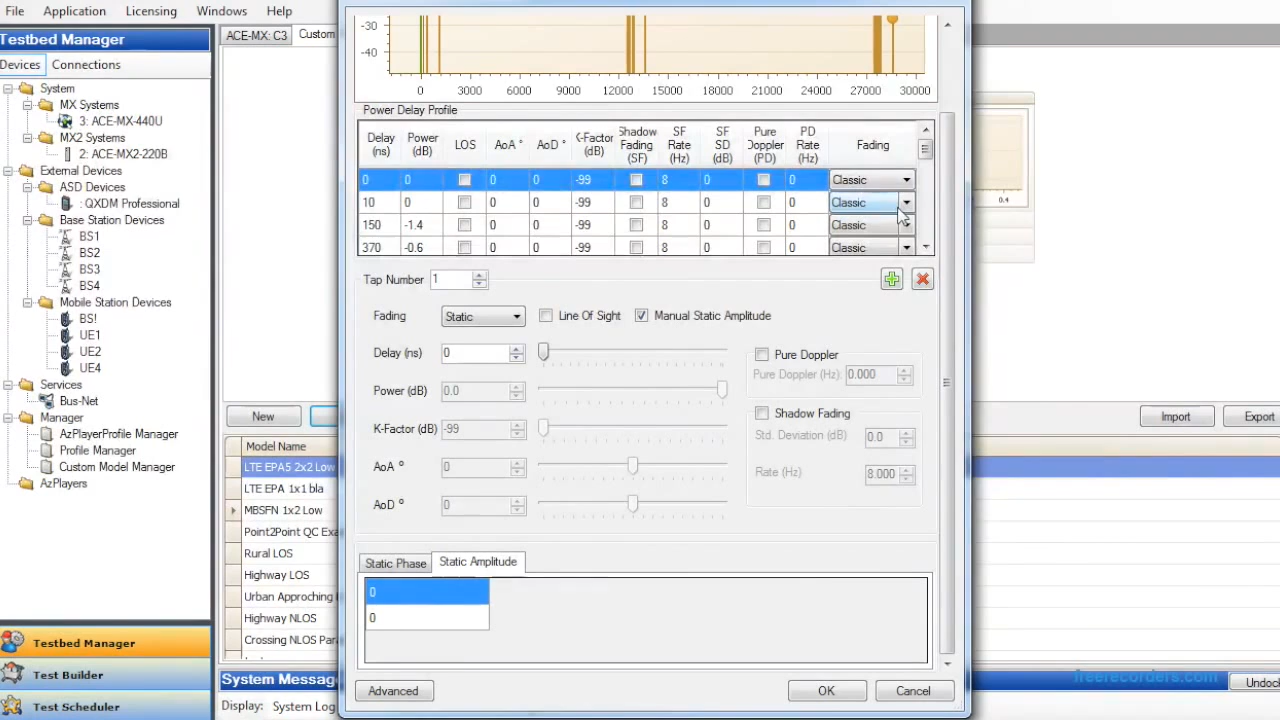 File Application Licensing Windows Help
Testbed Manager
Devices Connections
System
MX Systems
3: ACE-MX-440U
MX2 Systems
2: ACE-MX2-220B
External Devices
ASD Devices
: QXDM Professional
Base Station Devices
BS1
BS2
BS3
BS4
Mobile Station Devices
BS!
UE1
UE2
UE4
Services
Bus-Net
Manager
AzPlayerProfile Manager
Profile Manager
Custom Model Manager
AzPlayers
Testbed Manager
Test Builder
Test Scheduler
ACE-MX: C3 Custom
New
Import Export
Model Name
LTE EPA5 2x2 Low
LTE EPA 1x1 bla
MBSFN 1x2 Low
Point2Point QC Exa
Rural LOS
Highway LOS
Urban Approching
Highway NLOS
Crossing NLOS Par
System Messag
Display: System Log
-30
-40
0 3000 6000 9000 12000 15000 18000 21000 24000 27000 30000
0.4
Power Delay Profile
Delay (ns) Power (dB) LOS AoA ° AoD ° K-Factor (dB) Shadow Fading (SF) SF Rate (Hz) SF SD (dB) Pure Doppler (PD) PD Rate (Hz) Fading
0 0 0 0 -99 8 0 0 Classic
10 0 0 0 -99 8 0 0 Classic
150 -1.4 0 0 -99 8 0 0 Classic
370 -0.6 0 0 -99 8 0 0 Classic
Tap Number 1
Fading Static Line Of Sight Manual Static Amplitude
Delay (ns) 0
Power (dB) 0.0
K-Factor (dB) -99
AoA ° 0
AoD ° 0
Pure Doppler
Pure Doppler (Hz): 0.000
Shadow Fading
Std. Deviation (dB) 0.0
Rate (Hz) 8.000
Static Phase Static Amplitude
0
0
Advanced OK Cancel
freerecorders.com
Undoc